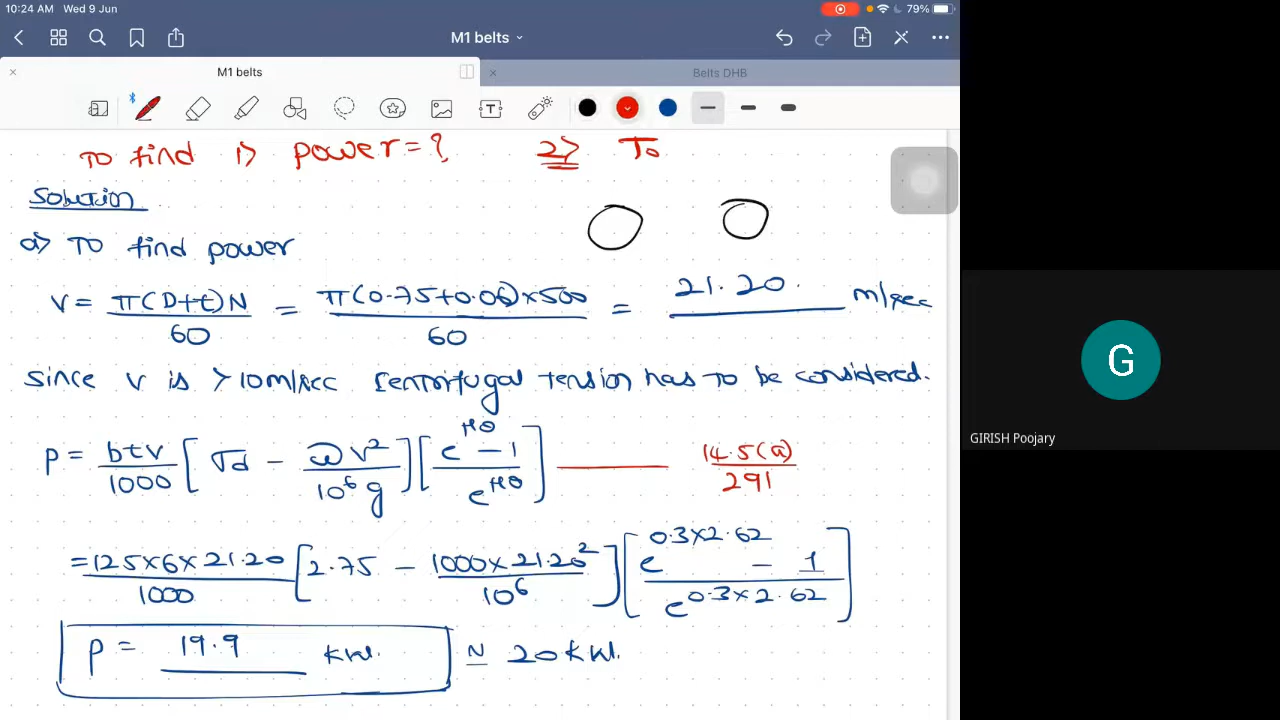 10:24 AM Wed 9 Jun
79%
M1 belts
M1 belts
Belts DHB
To find 1> power = ? 2> To
Solution
a> To find power
V = π(D+t)N / 60 = π(0.75+0.06)×500 / 60 = 21.20 m/sec
since v is >10m/sec centrifugal tension has to be considered.
P = btv / 1000 [ σd − ωv² / 10⁶g ] [ e^μθ − 1 / e^μθ ] —— 14.5(a) / 291
= 125×6×21.20 / 1000 [ 2.75 − 1000×21.20² / 10⁶ ] [ e^0.3×2.62 − 1 / e^0.3×2.62 ]
P = 19.9 kW. ≃ 20kW.
G
GIRISH Poojary